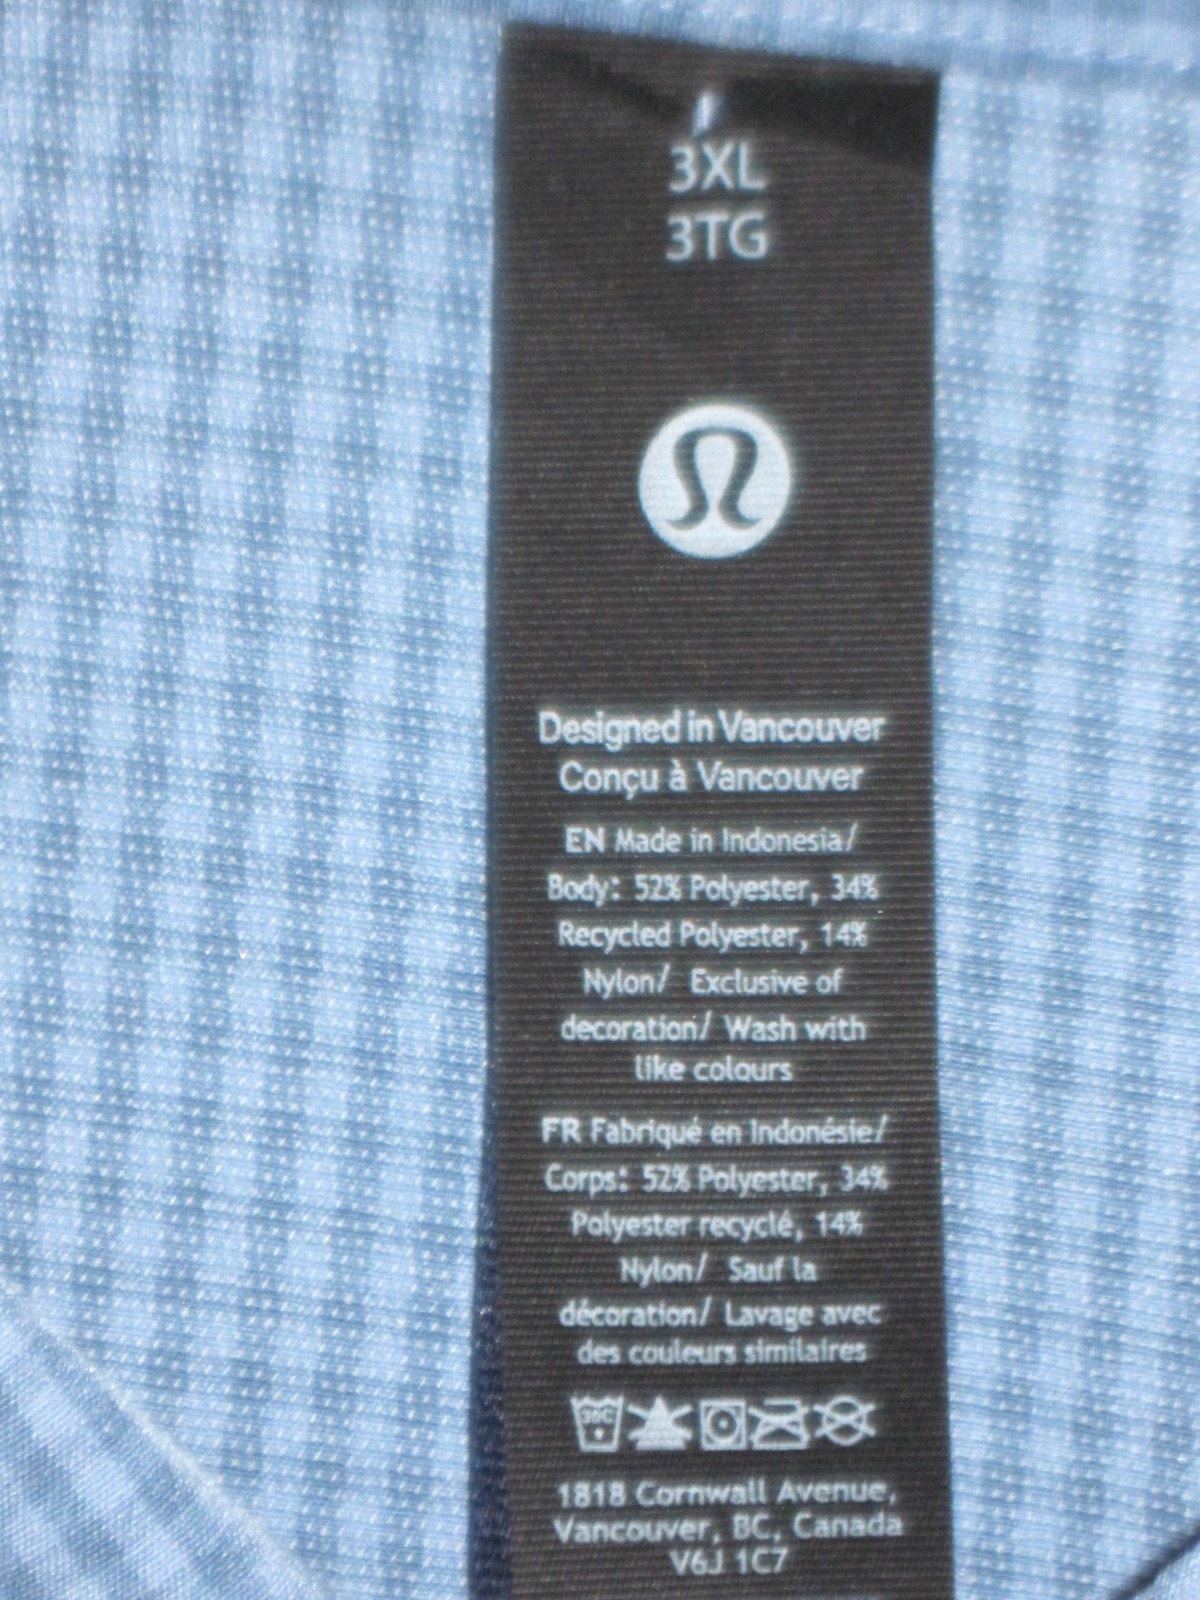 3XL
3TG
Designed in Vancouver
Conçu à Vancouver
EN Made in Indonesia/
Body: 52% Polyester, 34%
Recycled Polyester, 14%
Nylon/ Exclusive of
decoration/ Wash with
like colours
FR Fabriqué en Indonésie/
Corps: 52% Polyester, 34%
Polyester recyclé, 14%
Nylon/ Sauf la
décoration/ Lavage avec
des couleurs similaires
30C
1818 Cornwall Avenue,
Vancouver, BC, Canada
V6J 1C7